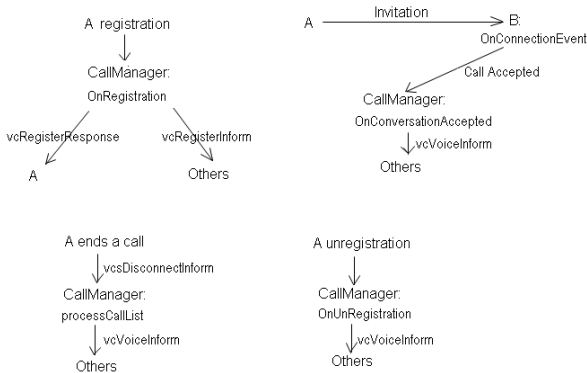 A registration
CallManager:
OnRegistration
vcRegisterResponse
vcRegisterInform
A
Others
A
Invitation
B:
OnConnectionEvent
Call Accepted
CallManager:
OnConversationAccepted
vcVoiceInform
Others
A ends a call
vcsDisconnectInform
CallManager:
processCallList
vcVoiceInform
Others
A unregistration
CallManager:
OnUnRegistration
vcVoiceInform
Others